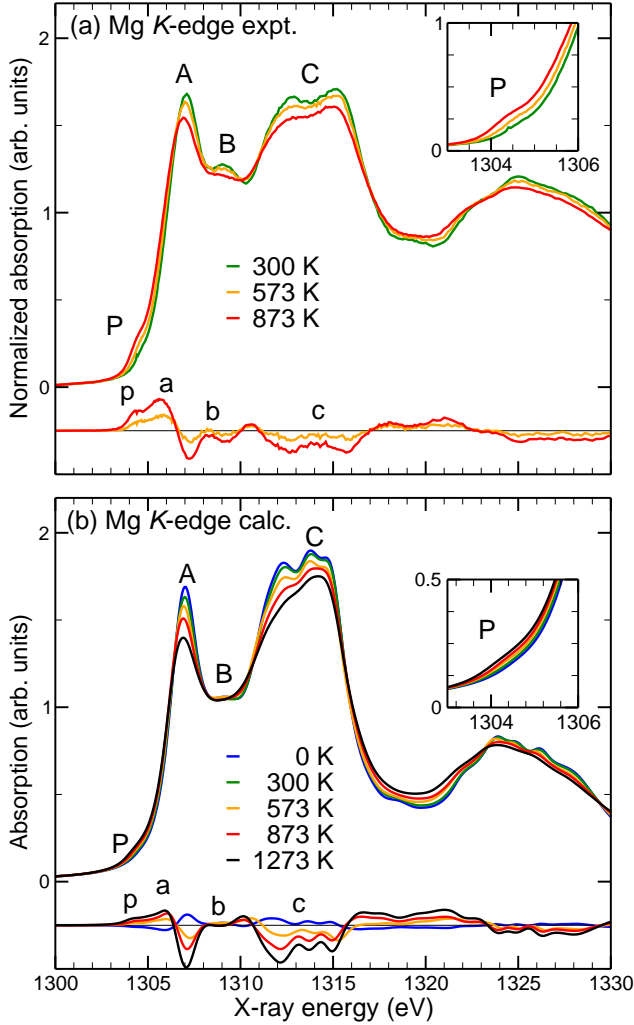 (a) Mg K-edge expt.
A
B
C
P
1
0
P
1304
1306
2
1
0
Normalized absorption (arb. units)
300 K
573 K
873 K
P
p
a
b
c
(b) Mg K-edge calc.
A
B
C
0.5
0
P
1304
1306
2
1
0
Absorption (arb. units)
0 K
300 K
573 K
873 K
1273 K
P
p
a
b
c
1300 1305 1310 1315 1320 1325 1330
X-ray energy (eV)